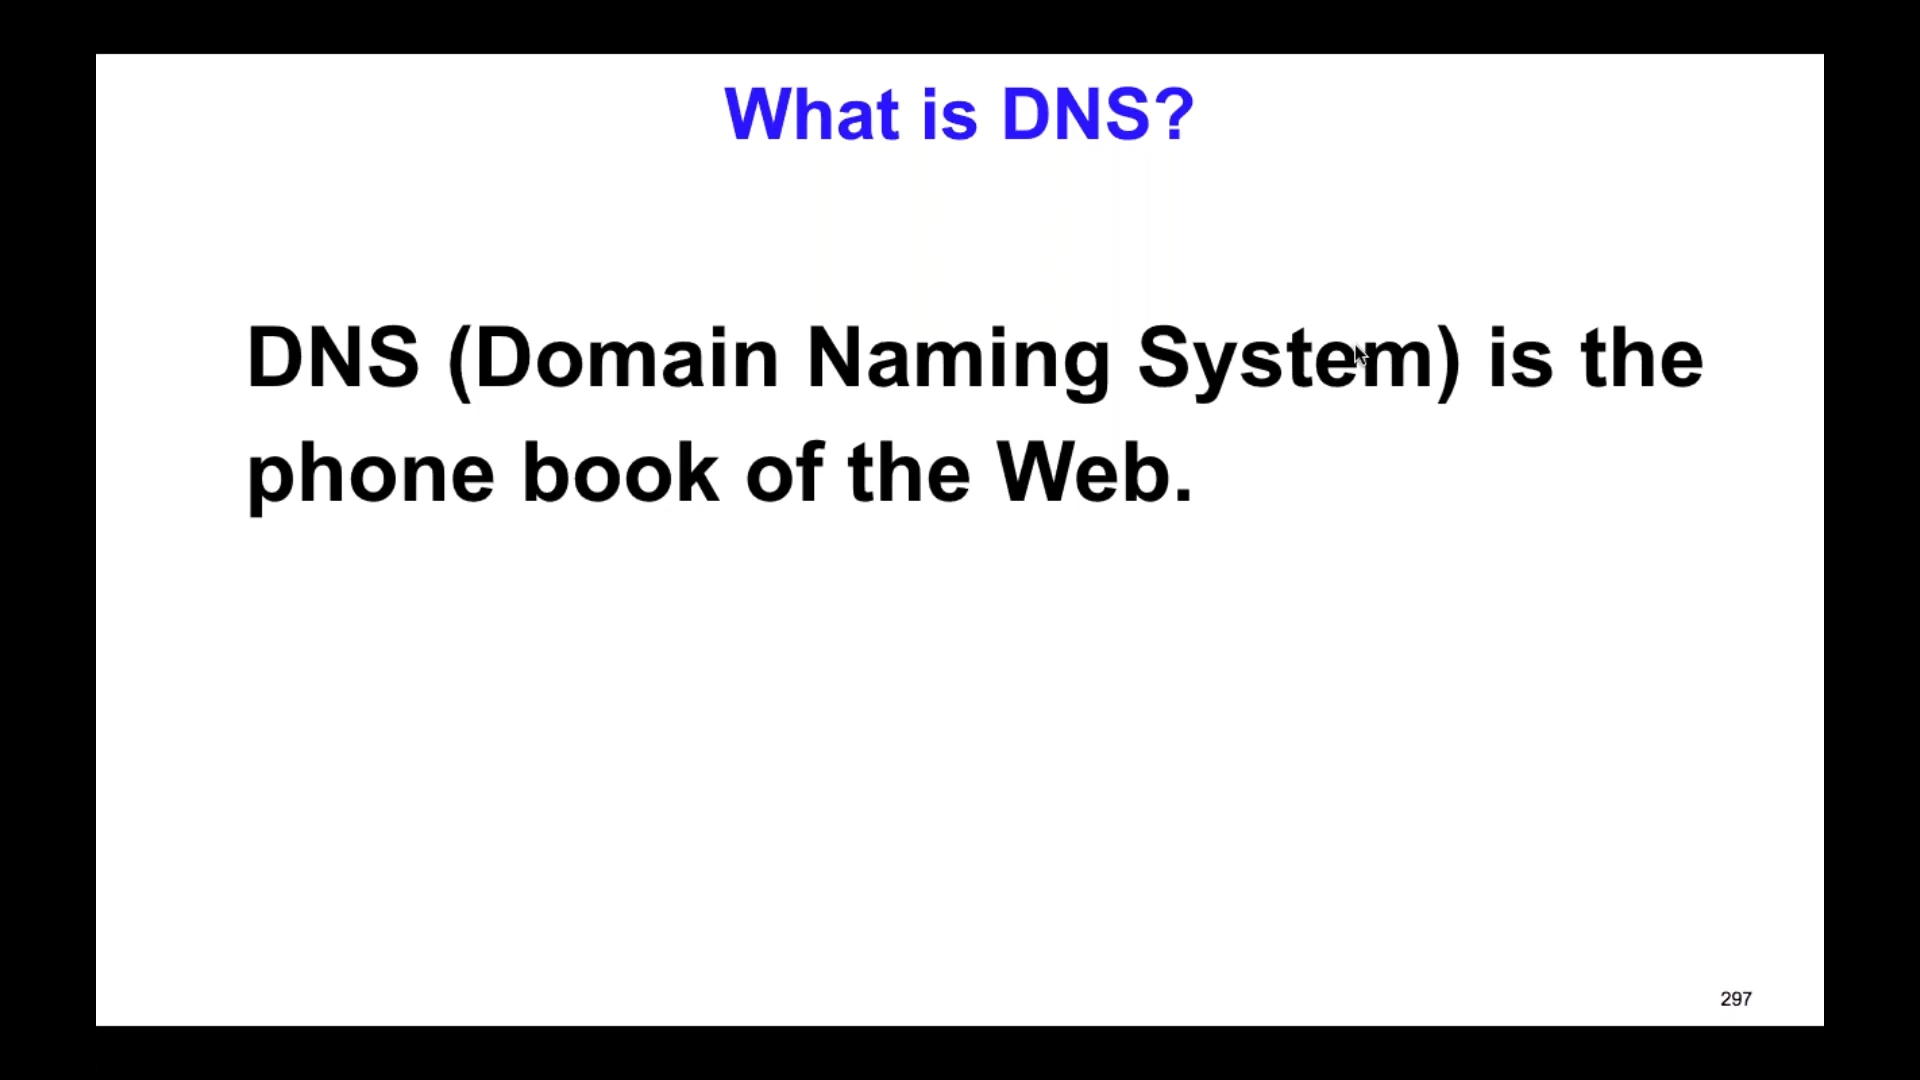 What is DNS?
DNS (Domain Naming System) is the
phone book of the Web.
297